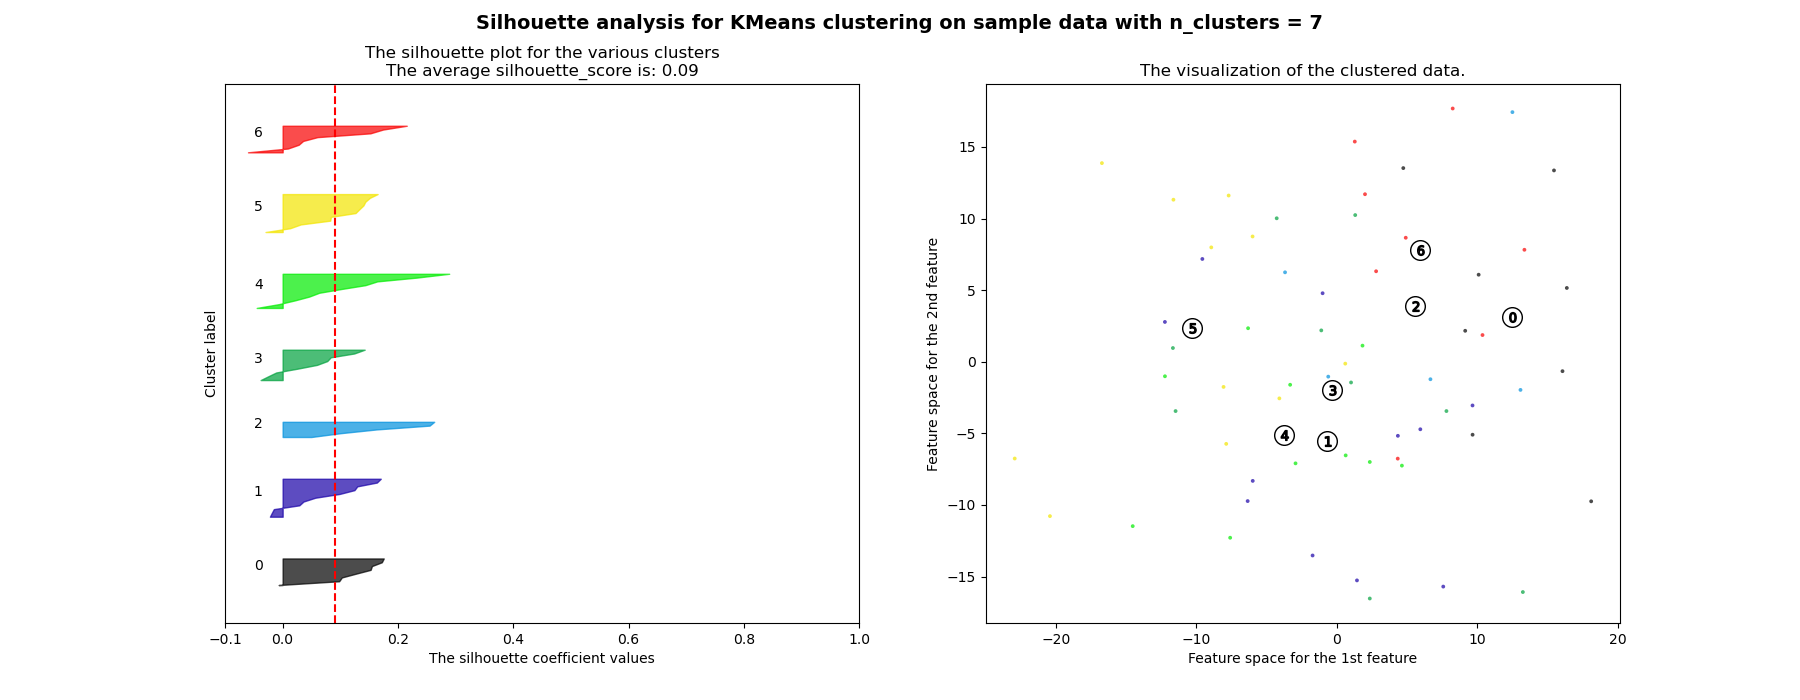 Silhouette analysis for KMeans clustering on sample data with n_clusters = 7
The silhouette plot for the various clusters
The average silhouette_score is: 0.09
6
5
4
3
2
1
0
Cluster label
−0.1 0.0 0.2 0.4 0.6 0.8 1.0
The silhouette coefficient values
The visualization of the clustered data.
15
10
5
0
−5
−10
−15
Feature space for the 2nd feature
6
2
0
5
3
4
1
−20 −10 0 10 20
Feature space for the 1st feature